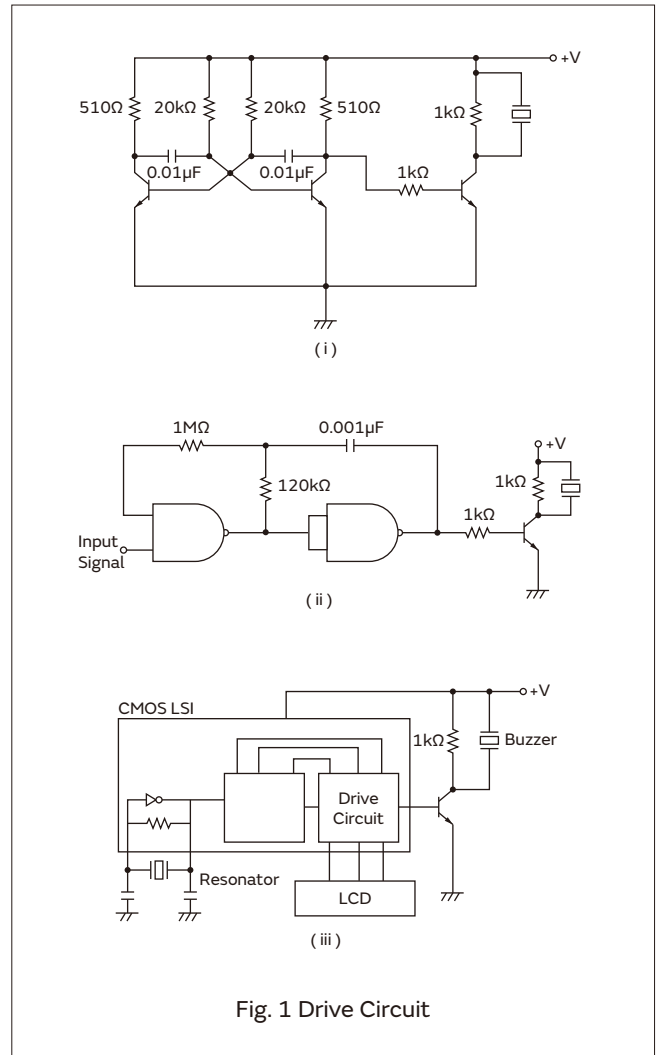 +V
510Ω 20kΩ 20kΩ 510Ω 1kΩ
0.01µF 0.01µF 1kΩ
( i )
1MΩ 0.001µF
+V
120kΩ 1kΩ
1kΩ
Input
Signal
( ii )
+V
CMOS LSI
1kΩ Buzzer
Drive
Circuit
Resonator
LCD
( iii )
Fig. 1 Drive Circuit